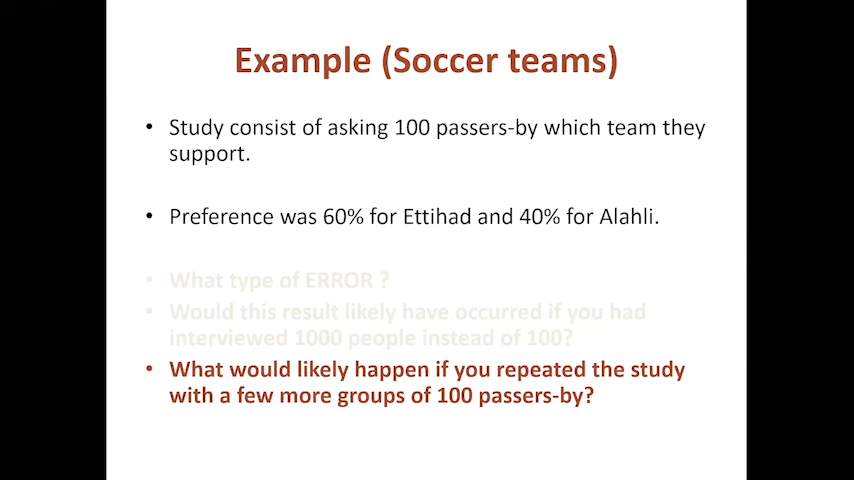 Example (Soccer teams)
• Study consist of asking 100 passers-by which team they
support.
• Preference was 60% for Ettihad and 40% for Alahli.
• What type of ERROR ?
• Would this result likely have occurred if you had
interviewed 1000 people instead of 100?
• What would likely happen if you repeated the study
with a few more groups of 100 passers-by?